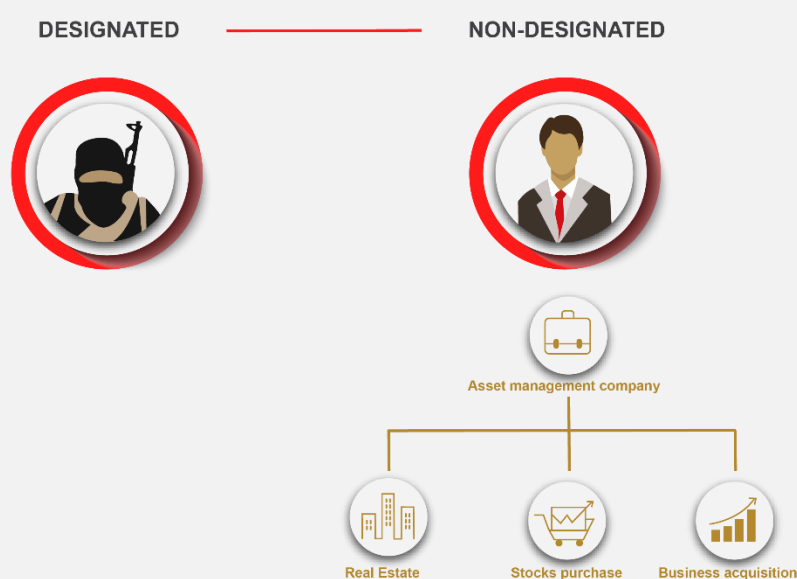 DESIGNATED
NON-DESIGNATED
Asset management company
Real Estate
Stocks purchase
Business acquisition